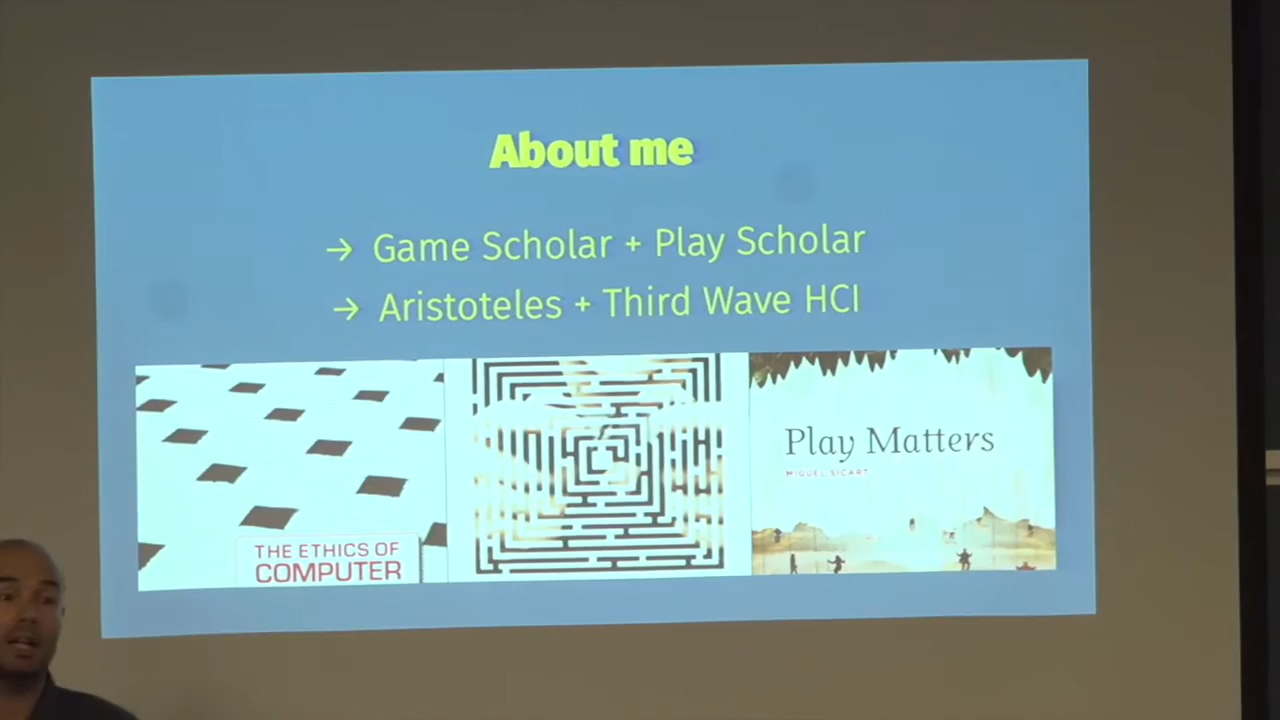 About me
→ Game Scholar + Play Scholar
→ Aristoteles + Third Wave HCI
THE ETHICS OF
COMPUTER
Play Matters
MIGUEL SICART